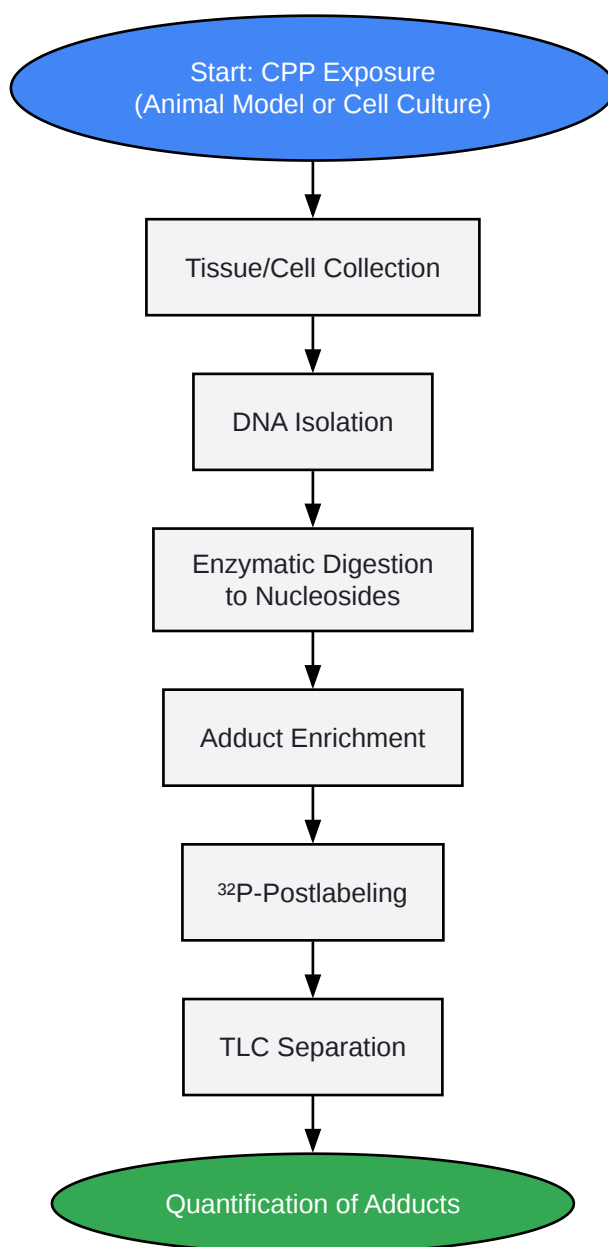 Start: CPP Exposure
(Animal Model or Cell Culture)
Tissue/Cell Collection
DNA Isolation
Enzymatic Digestion
to Nucleosides
Adduct Enrichment
³²P-Postlabeling
TLC Separation
Quantification of Adducts